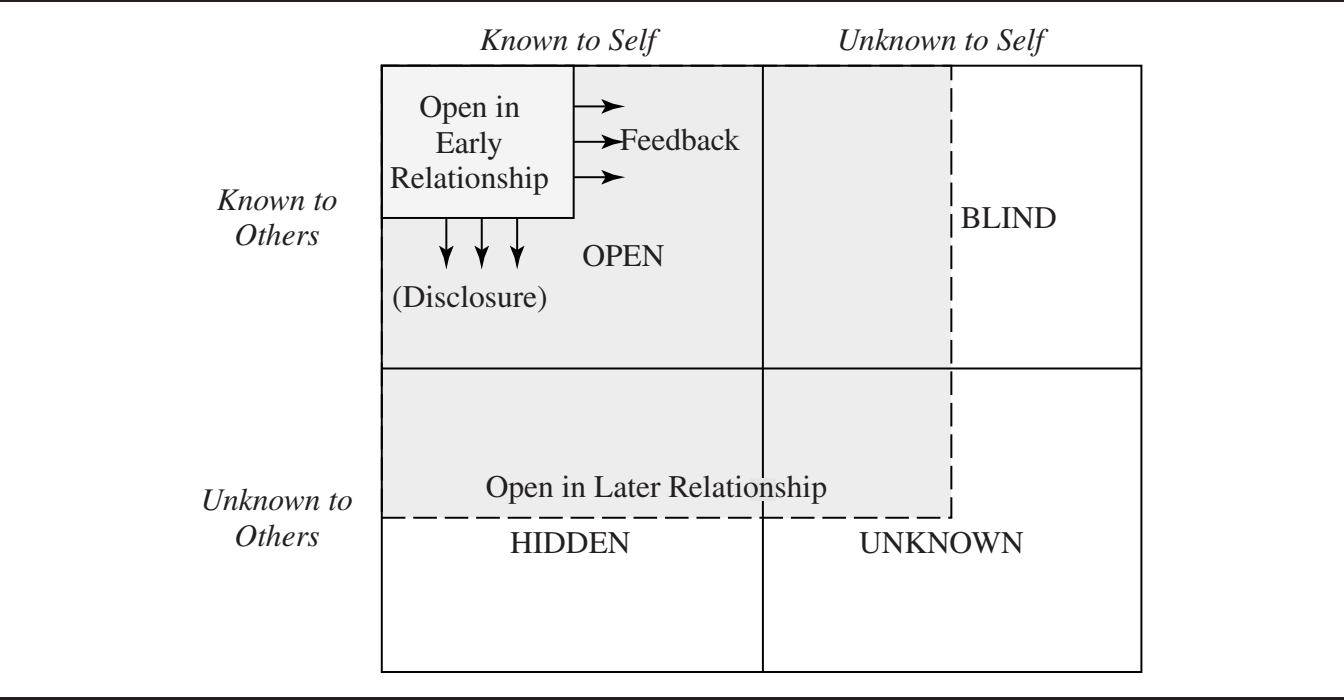 Known to Self
Unknown to Self
Open in
Early
Relationship
Feedback
Known to
Others
BLIND
OPEN
(Disclosure)
Open in Later Relationship
Unknown to
Others
HIDDEN
UNKNOWN